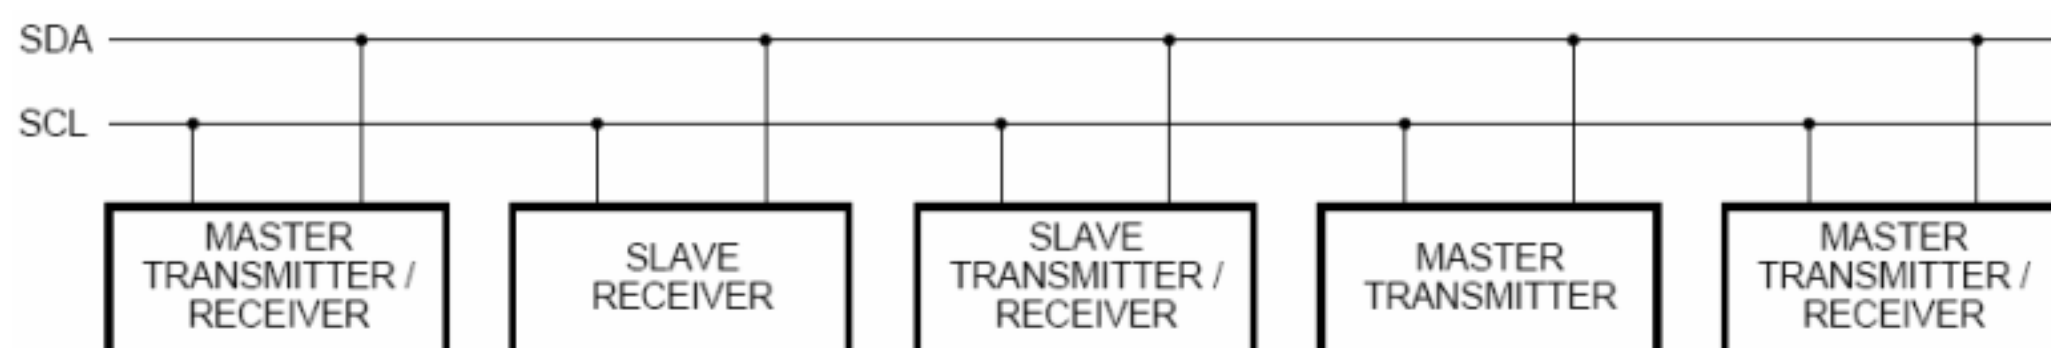 SDA
SCL
MASTER
TRANSMITTER /
RECEIVER
SLAVE
RECEIVER
SLAVE
TRANSMITTER /
RECEIVER
MASTER
TRANSMITTER
MASTER
TRANSMITTER /
RECEIVER